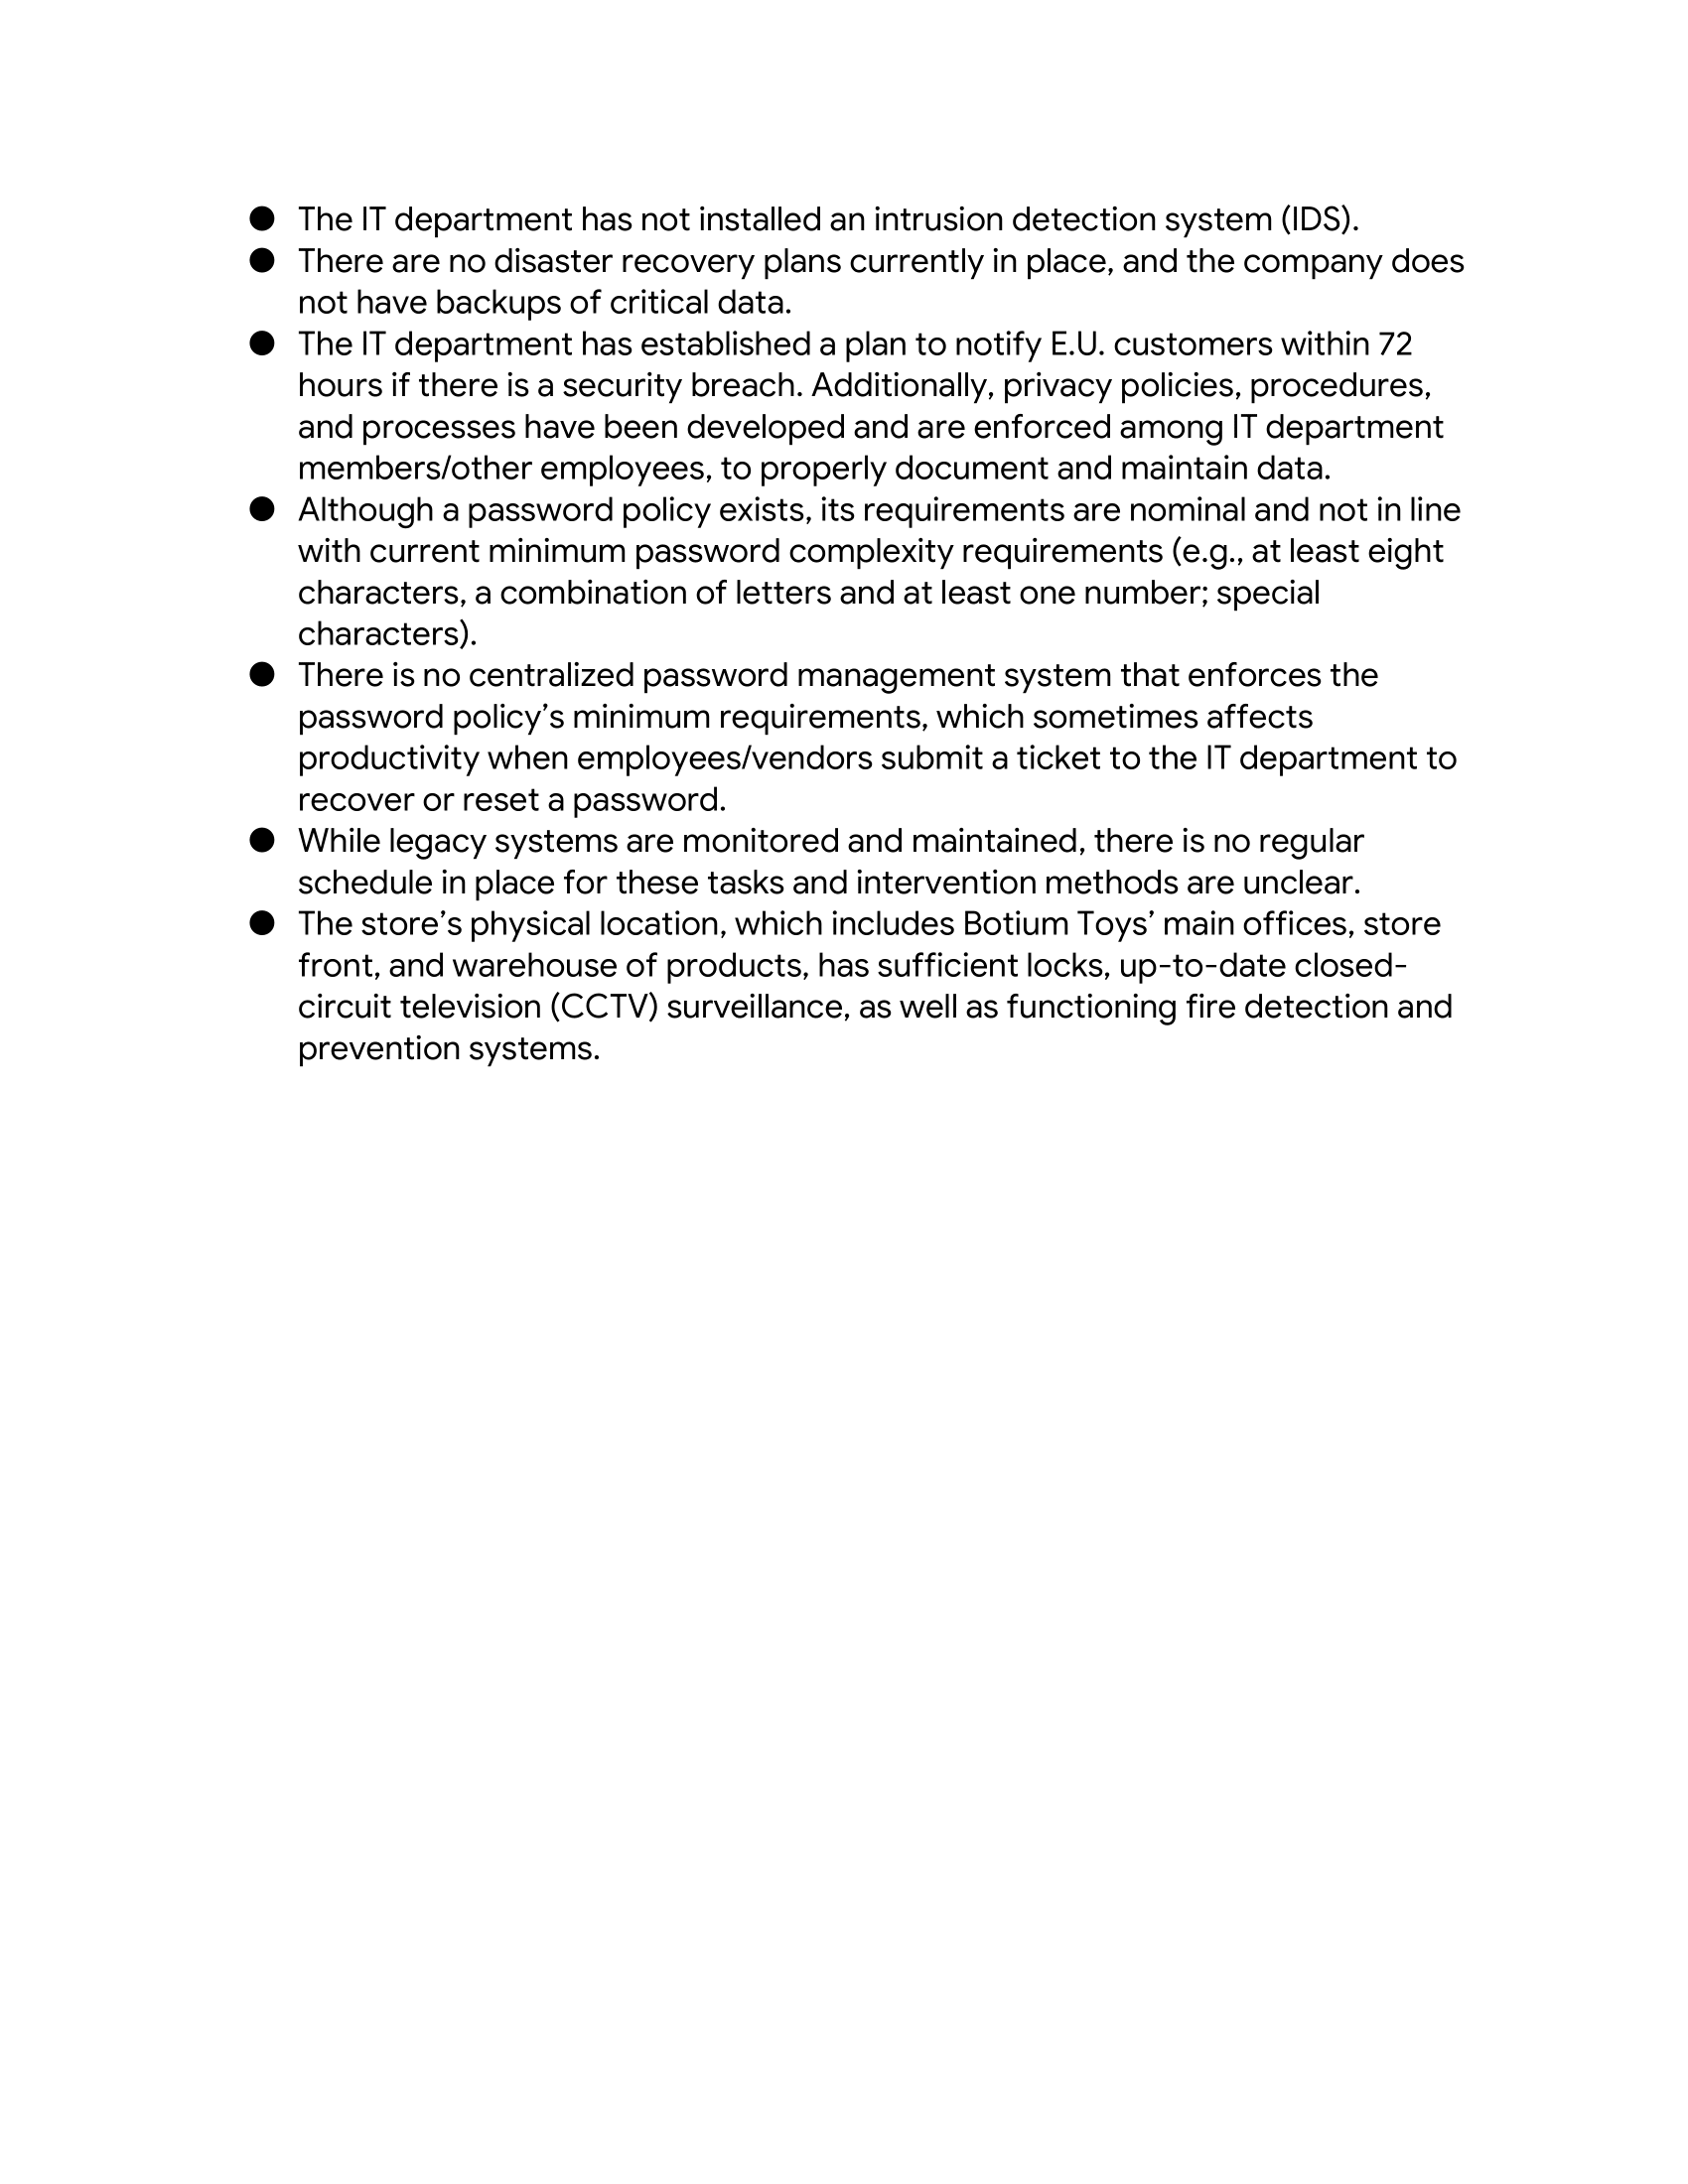 ● The IT department has not installed an intrusion detection system (IDS).
● There are no disaster recovery plans currently in place, and the company does
not have backups of critical data.
● The IT department has established a plan to notify E.U. customers within 72
hours if there is a security breach. Additionally, privacy policies, procedures,
and processes have been developed and are enforced among IT department
members/other employees, to properly document and maintain data.
● Although a password policy exists, its requirements are nominal and not in line
with current minimum password complexity requirements (e.g., at least eight
characters, a combination of letters and at least one number; special
characters).
● There is no centralized password management system that enforces the
password policy’s minimum requirements, which sometimes affects
productivity when employees/vendors submit a ticket to the IT department to
recover or reset a password.
● While legacy systems are monitored and maintained, there is no regular
schedule in place for these tasks and intervention methods are unclear.
● The store’s physical location, which includes Botium Toys’ main offices, store
front, and warehouse of products, has sufficient locks, up-to-date closed-
circuit television (CCTV) surveillance, as well as functioning fire detection and
prevention systems.